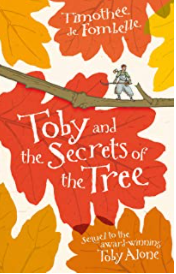 Timothée
de Fombelle
Toby and
the Secrets of
the Tree
Sequel to the
award-winning
Toby Alone